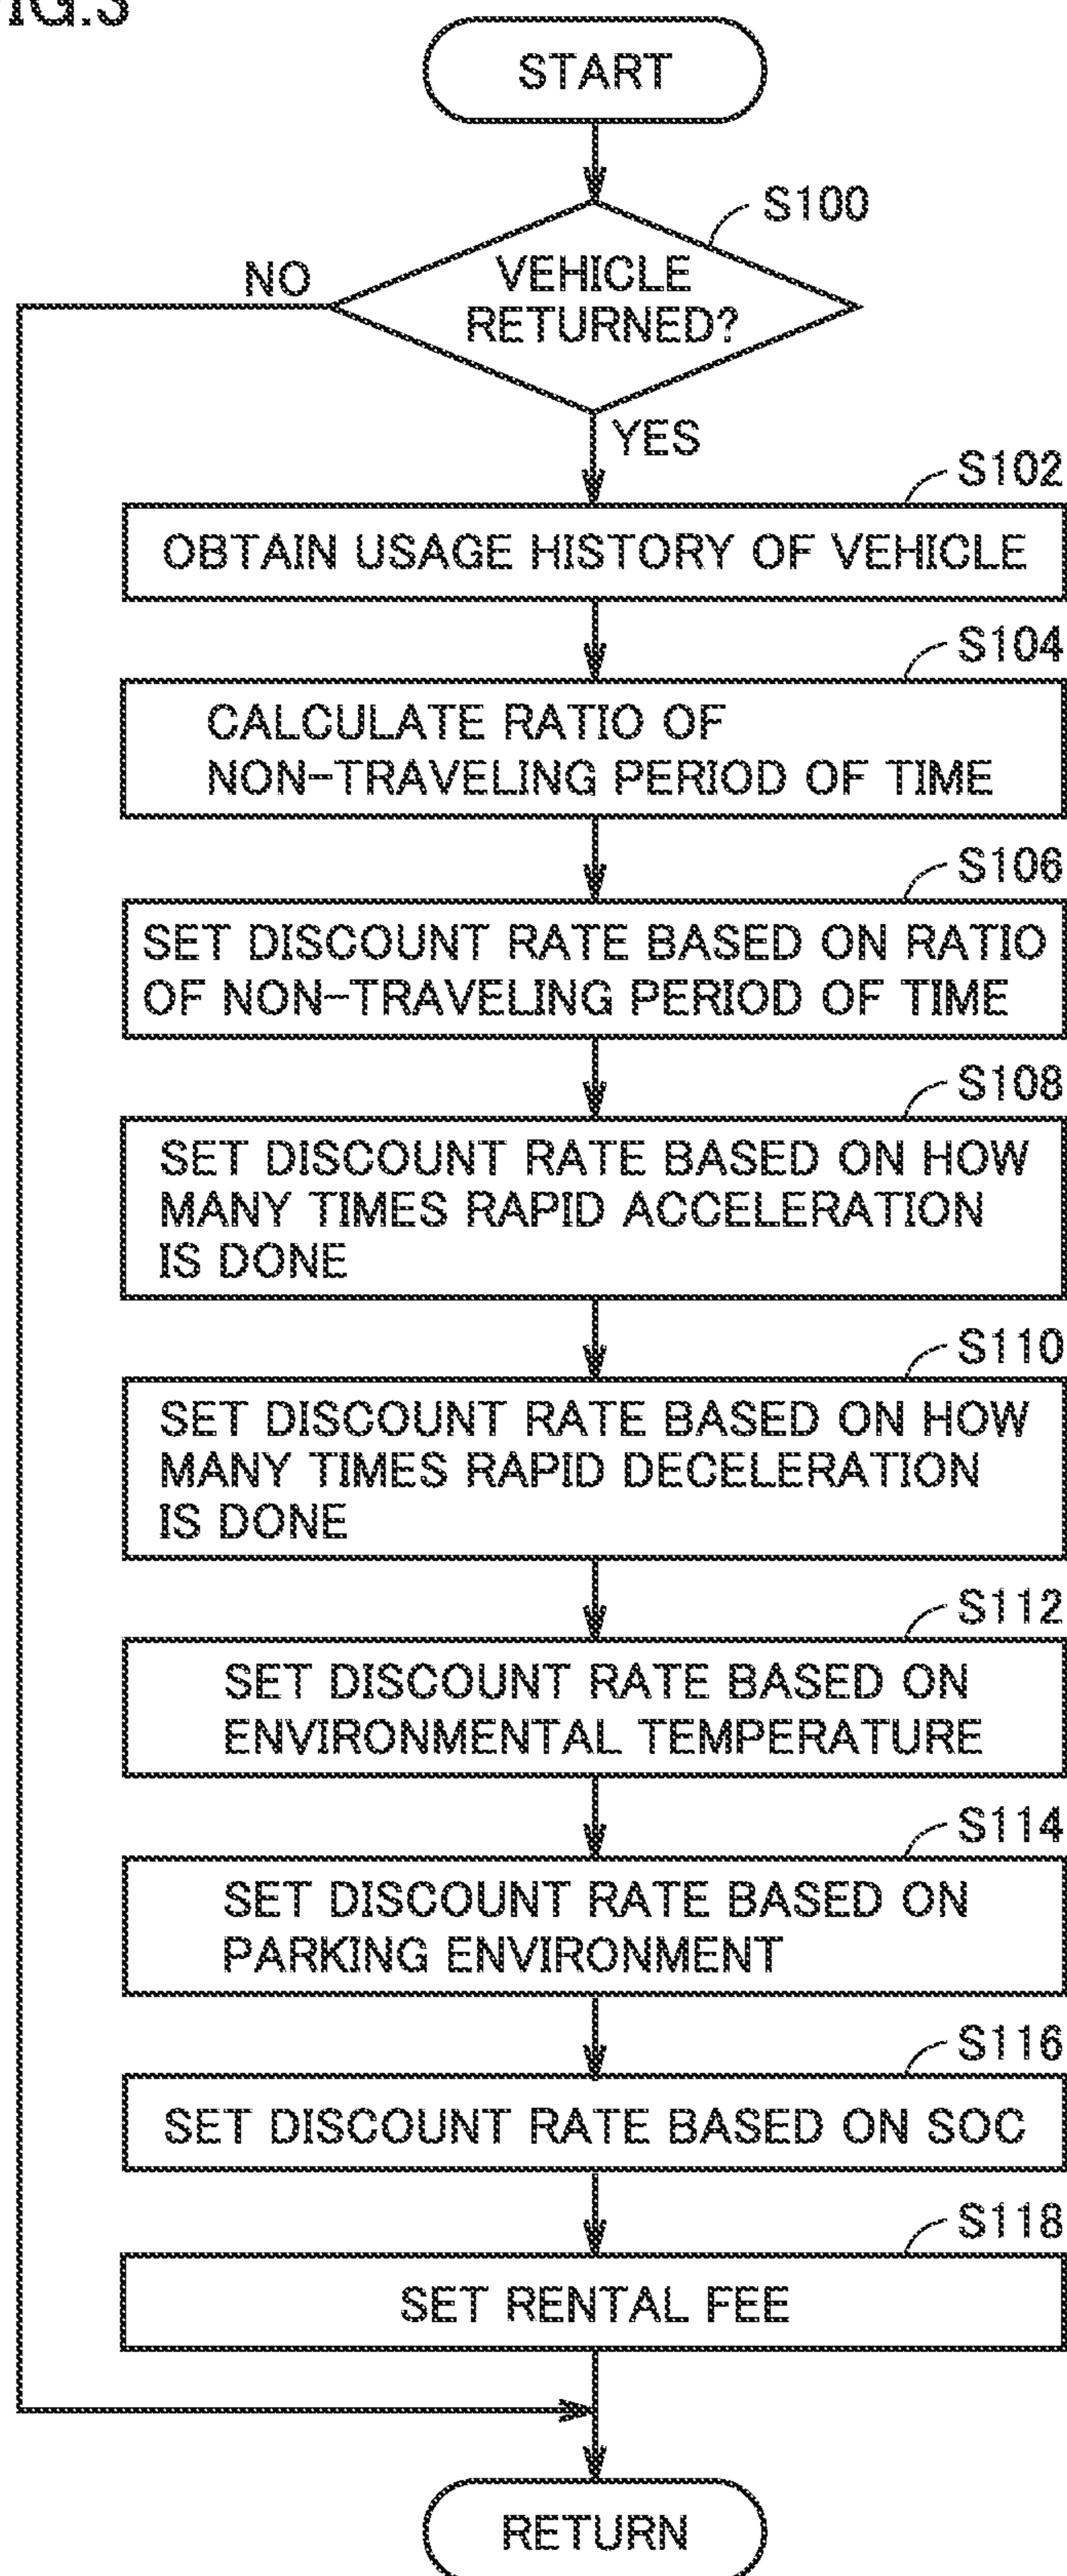 FIG.3
START
S100
VEHICLE
RETURNED?
NO
YES
S102
OBTAIN USAGE HISTORY OF VEHICLE
S104
CALCULATE RATIO OF
NON-TRAVELING PERIOD OF TIME
S106
SET DISCOUNT RATE BASED ON RATIO
OF NON-TRAVELING PERIOD OF TIME
S108
SET DISCOUNT RATE BASED ON HOW
MANY TIMES RAPID ACCELERATION
IS DONE
S110
SET DISCOUNT RATE BASED ON HOW
MANY TIMES RAPID DECELERATION
IS DONE
S112
SET DISCOUNT RATE BASED ON
ENVIRONMENTAL TEMPERATURE
S114
SET DISCOUNT RATE BASED ON
PARKING ENVIRONMENT
S116
SET DISCOUNT RATE BASED ON SOC
S118
SET RENTAL FEE
RETURN